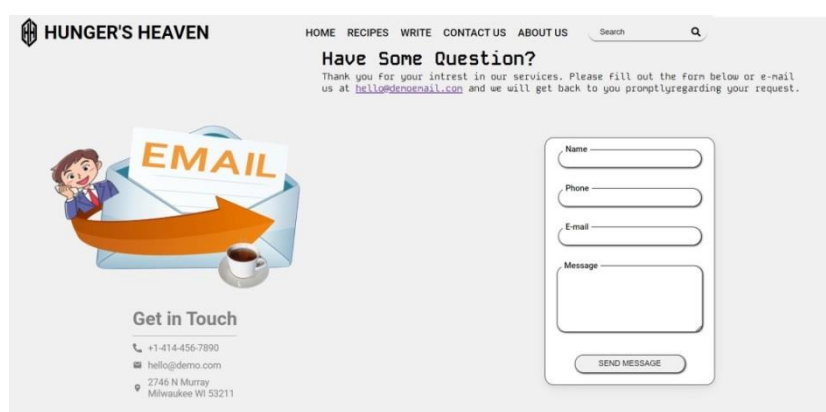 HUNGER'S HEAVEN
HOME RECIPES WRITE CONTACT US ABOUT US Search
Have Some Question?
Thank you for your intrest in our services. Please fill out the form below or e-mail
us at hello@demoemail.com and we will get back to you promptlyregarding your request.
EMAIL
Get in Touch
+1-414-456-7890
hello@demo.com
2746 N Murray
Milwaukee WI 53211
Name
Phone
E-mail
Message
SEND MESSAGE